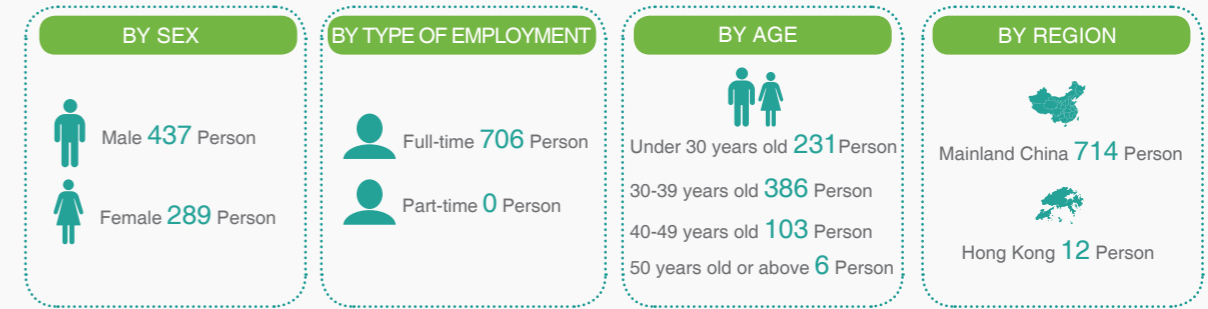 BY SEX
Male 437 Person
Female 289 Person
BY TYPE OF EMPLOYMENT
Full-time 706 Person
Part-time 0 Person
BY AGE
Under 30 years old 231 Person
30-39 years old 386 Person
40-49 years old 103 Person
50 years old or above 6 Person
BY REGION
Mainland China 714 Person
Hong Kong 12 Person